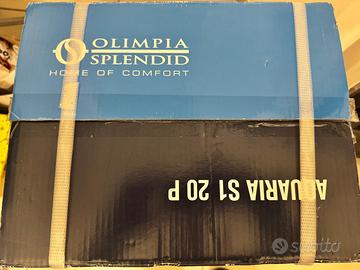 OLIMPIA
SPLENDID
HOME OF COMFORT
AQUARIA S1 20 P
subito